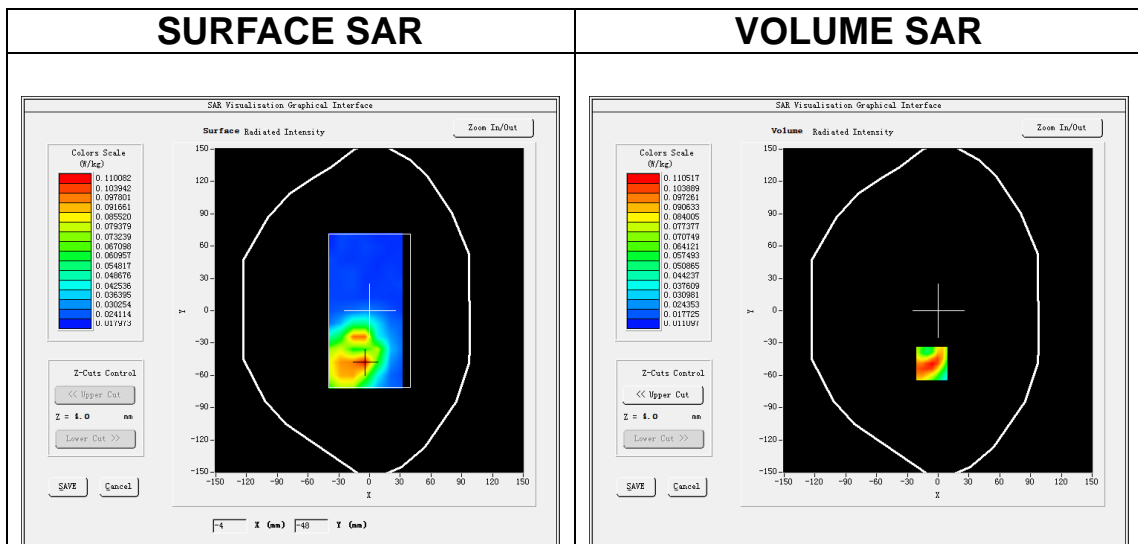 SURFACE SAR
VOLUME SAR
SAR Visualisation Graphical Interface
Surface Radiated Intensity
Zoom In/Out
Colors Scale
(W/kg)
0.110082
0.103942
0.097801
0.091661
0.085520
0.079379
0.073239
0.067098
0.060957
0.054817
0.048676
0.042536
0.036395
0.030254
0.024114
0.017973
150
120
90
60
30
0
-30
-60
-90
-120
-150
Y
-150 -120 -90 -60 -30 0 30 60 90 120 150
X
Z-Cuts Control
<< Upper Cut
Z = 4.0 mm
Lower Cut >>
SAVE Cancel
-4 X (mm) -48 Y (mm)
SAR Visualisation Graphical Interface
Volume Radiated Intensity
Zoom In/Out
Colors Scale
(W/kg)
0.110517
0.103889
0.097261
0.090633
0.084005
0.077377
0.070749
0.064121
0.057493
0.050865
0.044237
0.037609
0.030981
0.024353
0.017725
0.011097
150
120
90
60
30
0
-30
-60
-90
-120
-150
Y
-150 -120 -90 -60 -30 0 30 60 90 120 150
X
Z-Cuts Control
<< Upper Cut
Z = 4.0 mm
Lower Cut >>
SAVE Cancel